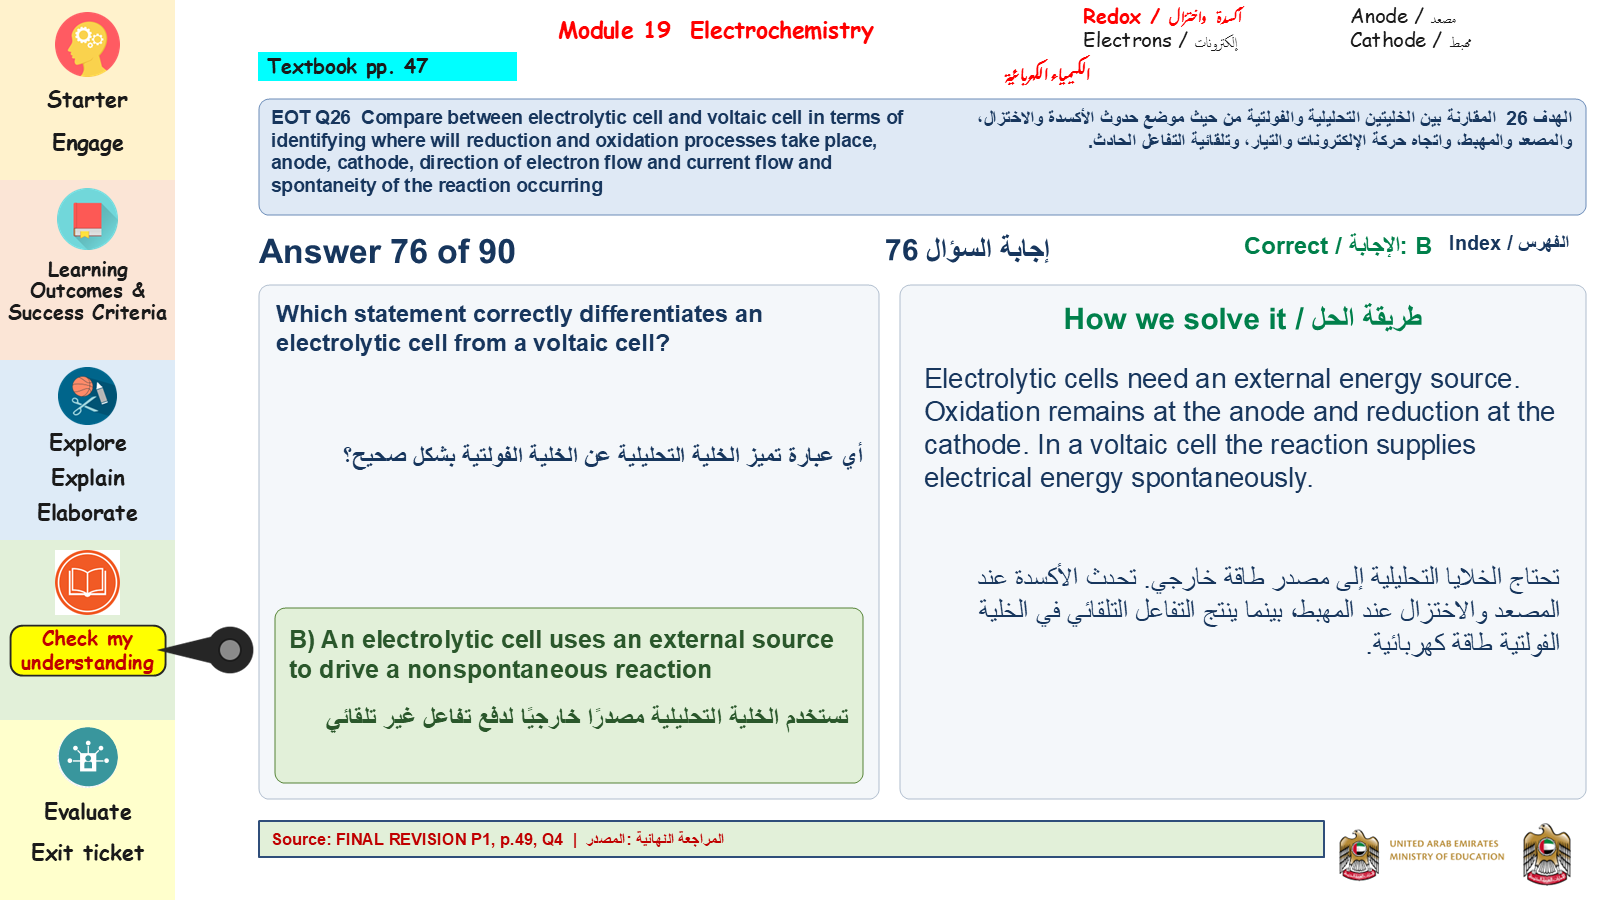 Starter
Engage
Learning
Outcomes &
Success Criteria
Explore
Explain
Elaborate
Check my
understanding
Evaluate
Exit ticket
Module 19 Electrochemistry
Redox / أكسدة واختزال
Electrons / إلكترونات
Anode / مصعد
Cathode / مهبط
Textbook pp. 47
الكيمياء الكهربائية
EOT Q26 Compare between electrolytic cell and voltaic cell in terms of
identifying where will reduction and oxidation processes take place,
anode, cathode, direction of electron flow and current flow and
spontaneity of the reaction occurring
الهدف 26 المقارنة بين الخليتين التحليلية والفولتية من حيث موضع حدوث الأكسدة والاختزال،
والمصعد والمهبط، واتجاه حركة الإلكترونات والتيار، وتلقائية التفاعل الحادث.
Answer 76 of 90
إجابة السؤال 76
Correct / الإجابة: B
Index / الفهرس
Which statement correctly differentiates an
electrolytic cell from a voltaic cell?
أي عبارة تميز الخلية التحليلية عن الخلية الفولتية بشكل صحيح؟
B) An electrolytic cell uses an external source
to drive a nonspontaneous reaction
تستخدم الخلية التحليلية مصدرًا خارجيًا لدفع تفاعل غير تلقائي
How we solve it / طريقة الحل
Electrolytic cells need an external energy source.
Oxidation remains at the anode and reduction at the
cathode. In a voltaic cell the reaction supplies
electrical energy spontaneously.
تحتاج الخلايا التحليلية إلى مصدر طاقة خارجي. تحدث الأكسدة عند
المصعد والاختزال عند المهبط، بينما ينتج التفاعل التلقائي في الخلية
الفولتية طاقة كهربائية.
Source: FINAL REVISION P1, p.49, Q4 | المصدر: المراجعة النهائية
UNITED ARAB EMIRATES
MINISTRY OF EDUCATION